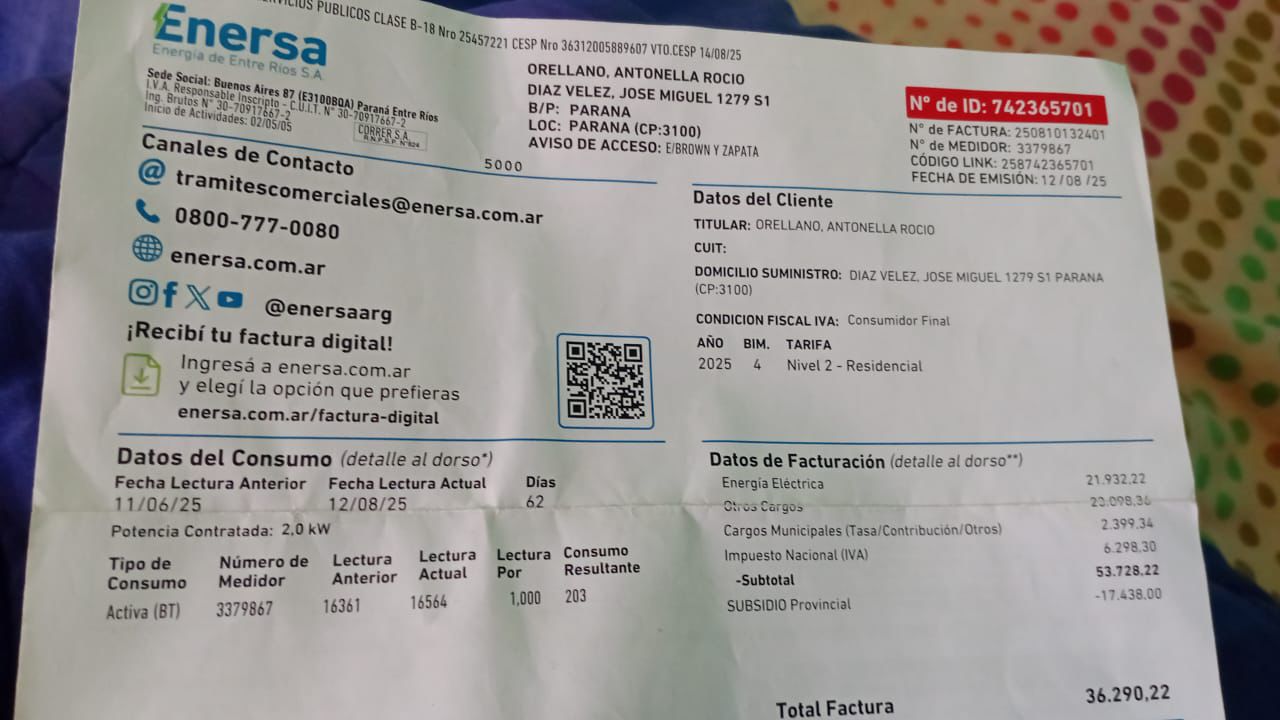 SERVICIOS PUBLICOS CLASE B-18 Nro 25457221 CESP Nro 36312005889607 VTO.CESP 14/08/25
Enersa
Energía de Entre Ríos S.A.
Sede Social: Buenos Aires 87 (E3100BQA) Paraná Entre Ríos
I.V.A. Responsable Inscripto - C.U.I.T. N° 30-70917667-2
Ing. Brutos N° 30-70917667-2
Inicio de Actividades: 02/05/05
CORRER S.A.
R.N.P.S.P. N°824
ORELLANO, ANTONELLA ROCIO
DIAZ VELEZ, JOSE MIGUEL 1279 S1
B/P: PARANA
LOC: PARANA (CP:3100)
AVISO DE ACCESO: E/BROWN Y ZAPATA
5000
N° de ID: 742365701
N° de FACTURA: 250810132401
N° de MEDIDOR: 3379867
CÓDIGO LINK: 258742365701
FECHA DE EMISIÓN: 12/08 /25
Canales de Contacto
tramitescomerciales@enersa.com.ar
0800-777-0080
enersa.com.ar
@enersaarg
¡Recibí tu factura digital!
Ingresá a enersa.com.ar
y elegí la opción que prefieras
enersa.com.ar/factura-digital
Datos del Cliente
TITULAR: ORELLANO, ANTONELLA ROCIO
CUIT:
DOMICILIO SUMINISTRO: DIAZ VELEZ, JOSE MIGUEL 1279 S1 PARANA
(CP:3100)
CONDICION FISCAL IVA: Consumidor Final
AÑO BIM. TARIFA
2025 4 Nivel 2 - Residencial
Datos del Consumo (detalle al dorso*)
Fecha Lectura Anterior Fecha Lectura Actual Días
11/06/25 12/08/25 62
Potencia Contratada: 2,0 kW
Tipo de Consumo Número de Medidor Lectura Anterior Lectura Actual Lectura Por Consumo Resultante
Activa (BT) 3379867 16361 16564 1,000 203
Datos de Facturación (detalle al dorso**)
Energía Eléctrica 21.932,22
Otros Cargos 23.098,36
Cargos Municipales (Tasa/Contribución/Otros) 2.399,34
Impuesto Nacional (IVA) 6.298,30
-Subtotal 53.728,22
SUBSIDIO Provincial -17.438,00
Total Factura 36.290,22